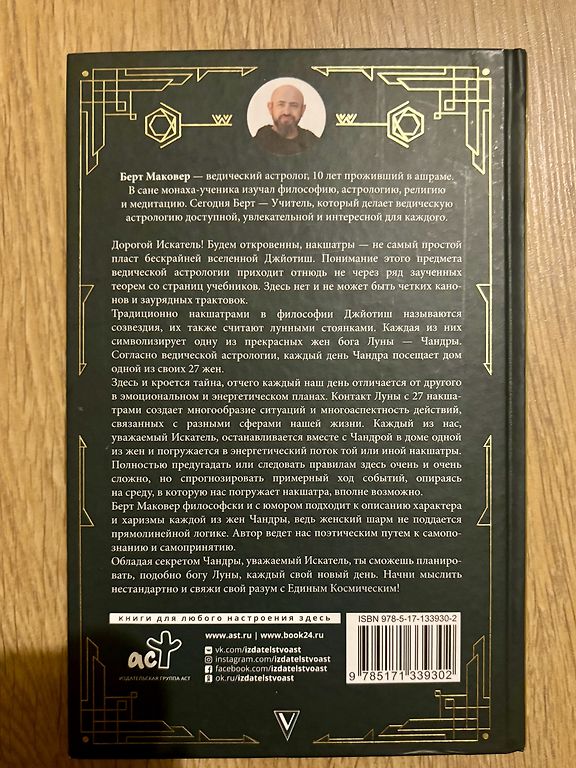 Берт Маковер — ведический астролог, 10 лет проживший в ашраме.
В сане монаха-ученика изучал философию, астрологию, религию
и медитацию. Сегодня Берт — Учитель, который делает ведическую
астрологию доступной, увлекательной и интересной для каждого.
Дорогой Искатель! Будем откровенны, накшатры — не самый простой
пласт бескрайней вселенной Джйотиш. Понимание этого предмета
ведической астрологии приходит отнюдь не через ряд заученных
теорем со страниц учебников. Здесь нет и не может быть четких кано-
нов и заурядных трактовок.
Традиционно накшатрами в философии Джйотиш называются
созвездия, их также считают лунными стоянками. Каждая из них
символизирует одну из прекрасных жен бога Луны — Чандры.
Согласно ведической астрологии, каждый день Чандра посещает дом
одной из своих 27 жен.
Здесь и кроется тайна, отчего каждый наш день отличается от другого
в эмоциональном и энергетическом планах. Контакт Луны с 27 накша-
трами создает многообразие ситуаций и многоаспектность действий,
связанных с разными сферами нашей жизни. Каждый из нас,
уважаемый Искатель, останавливается вместе с Чандрой в доме одной
из жен и погружается в энергетический поток той или иной накшатры.
Полностью предугадать или следовать правилам здесь очень и очень
сложно, но спрогнозировать примерный ход событий, опираясь
на среду, в которую нас погружает накшатра, вполне возможно.
Берт Маковер философски и с юмором подходит к описанию характера
и харизмы каждой из жен Чандры, ведь женский шарм не поддается
прямолинейной логике. Автор ведет нас поэтическим путем к самопо-
знанию и самопринятию.
Обладая секретом Чандры, уважаемый Искатель, ты сможешь планиро-
вать, подобно богу Луны, каждый свой новый день. Начни мыслить
нестандартно и свяжи свой разум с Единым Космическим!
книги для любого настроения здесь
аст
ИЗДАТЕЛЬСКАЯ ГРУППА АСТ
www.ast.ru | www.book24.ru
vk.com/izdatelstvoast
instagram.com/izdatelstvoast
facebook.com/izdatelstvoast
ok.ru/izdatelstvoast
ISBN 978-5-17-133930-2
9 785171 339302